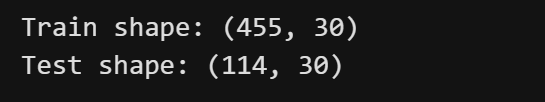 Train shape: (455, 30)
Test shape: (114, 30)